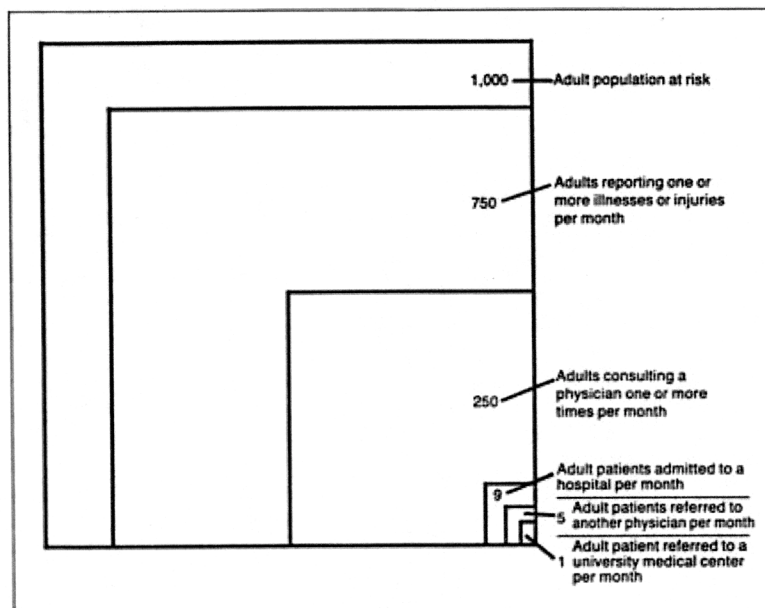 1,000 Adult population at risk
Adults reporting one or
750 more illnesses or injuries
per month
Adults consulting a
250 physician one or more
times per month
Adult patients admitted to a
9 hospital per month
Adult patients referred to
5 another physician per month
Adult patient referred to a
1 university medical center
per month